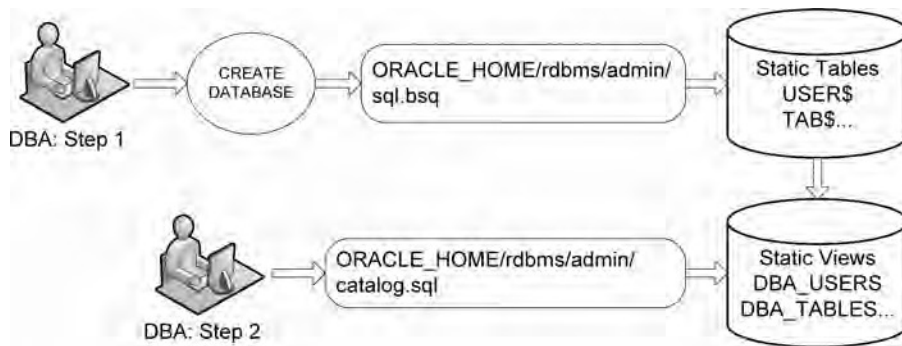 CREATE
DATABASE
ORACLE_HOME/rdbms/admin/
sql.bsq
Static Tables
USER$
TAB$...
DBA: Step 1
ORACLE_HOME/rdbms/admin/
catalog.sql
Static Views
DBA_USERS
DBA_TABLES...
DBA: Step 2